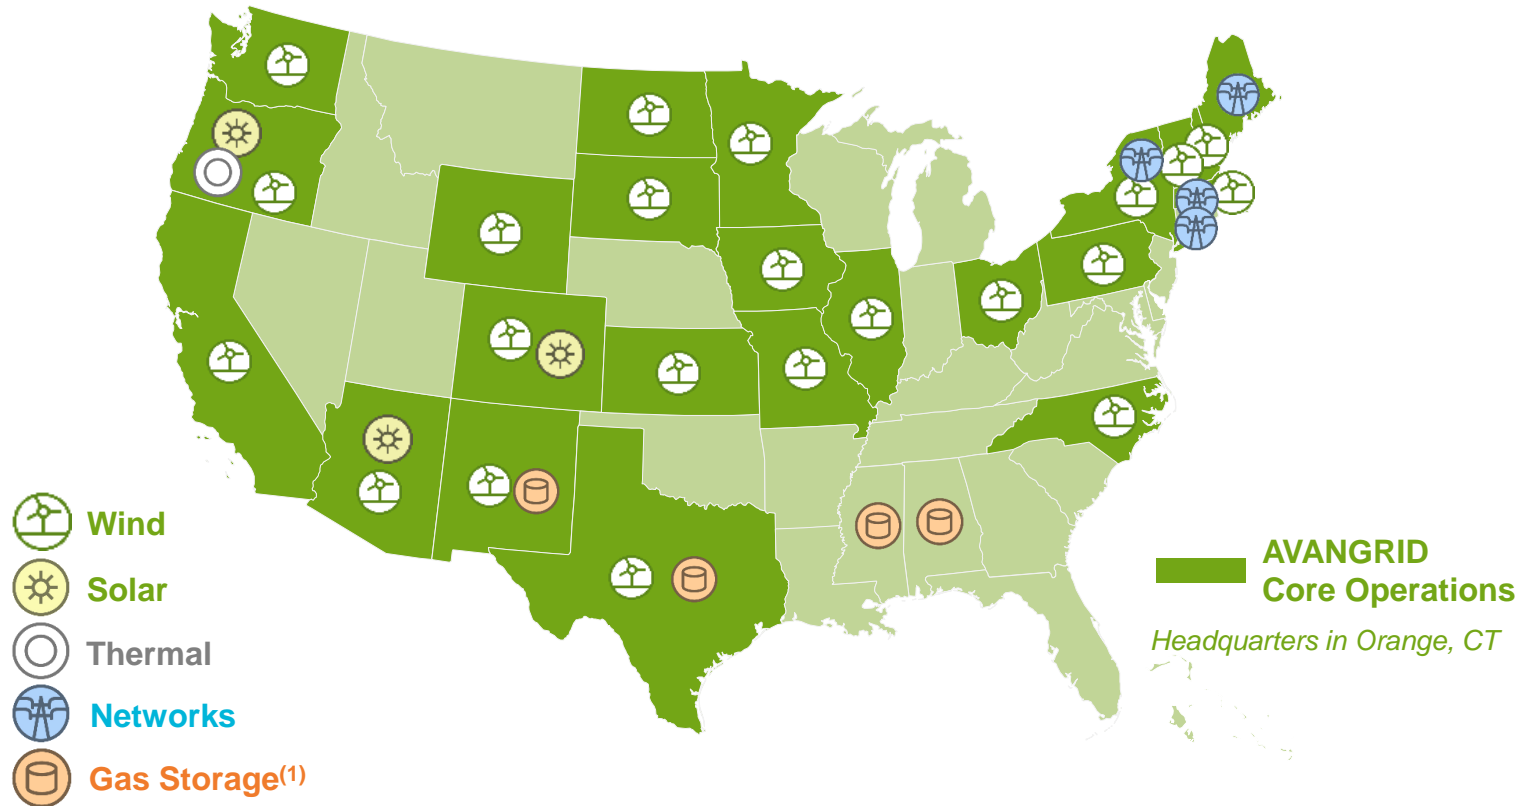 Wind
Solar
Thermal
Networks
Gas Storage(1)
AVANGRID
Core Operations
Headquarters in Orange, CT